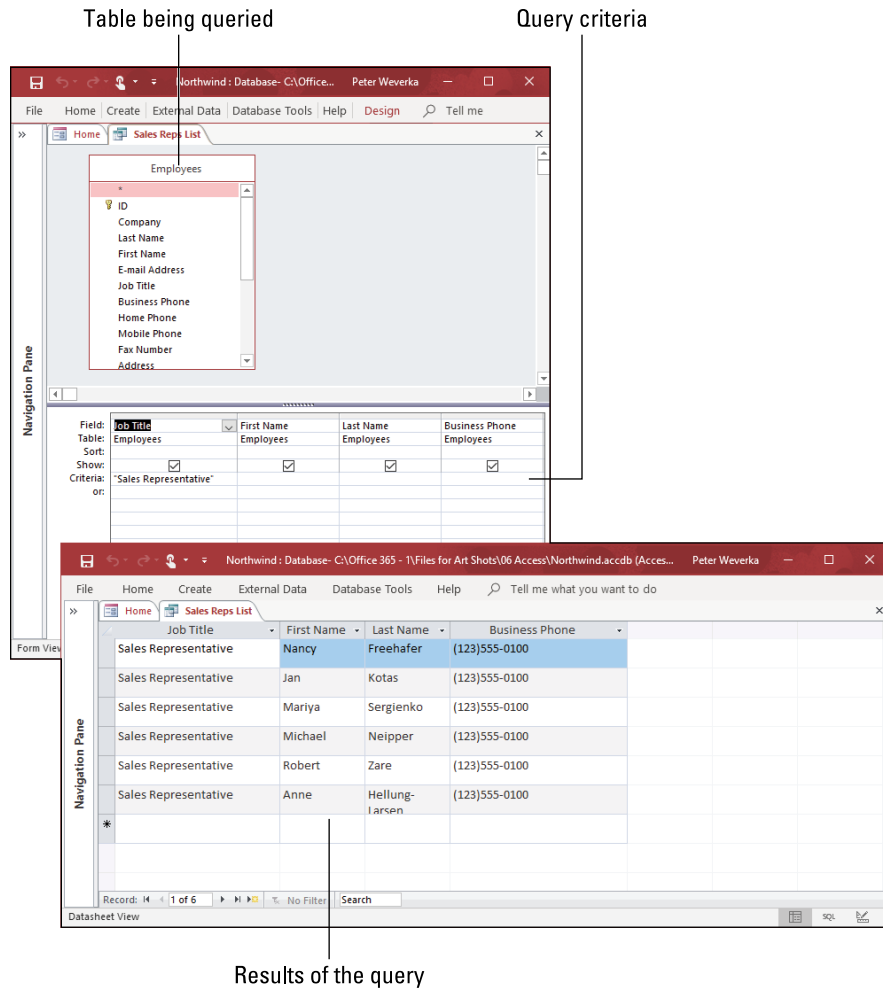 Table being queried
Query criteria
Northwind : Database- C:\Office... Peter Weverka
File Home Create External Data Database Tools Help Design Tell me
» Home Sales Reps List ×
Employees
*
ID
Company
Last Name
First Name
E-mail Address
Job Title
Business Phone
Home Phone
Mobile Phone
Fax Number
Address
Navigation Pane
Field: Job Title First Name Last Name Business Phone
Table: Employees Employees Employees Employees
Sort:
Show:
Criteria: "Sales Representative"
or:
Form View
Northwind : Database- C:\Office 365 - 1\Files for Art Shots\06 Access\Northwind.accdb (Acces... Peter Weverka
File Home Create External Data Database Tools Help Tell me what you want to do
» Home Sales Reps List ×
Job Title First Name Last Name Business Phone
Sales Representative Nancy Freehafer (123)555-0100
Sales Representative Jan Kotas (123)555-0100
Sales Representative Mariya Sergienko (123)555-0100
Sales Representative Michael Neipper (123)555-0100
Sales Representative Robert Zare (123)555-0100
Sales Representative Anne Hellung-
Larsen (123)555-0100
*
Navigation Pane
Record: 1 of 6 No Filter Search
Datasheet View SQL
Results of the query